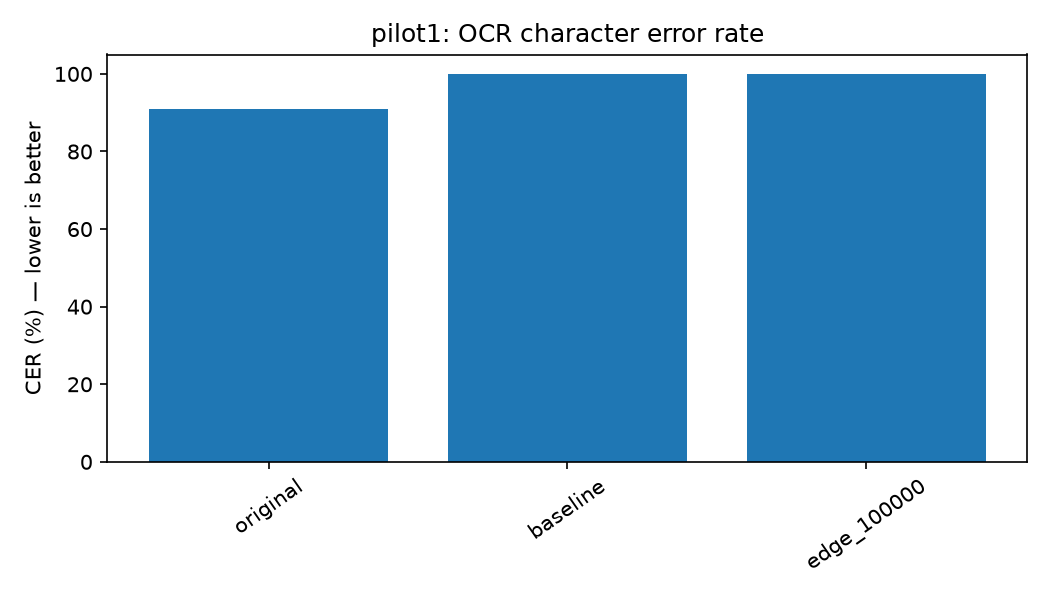 pilot1: OCR character error rate
CER (%) — lower is better
100
80
60
40
20
0
original
baseline
edge_100000